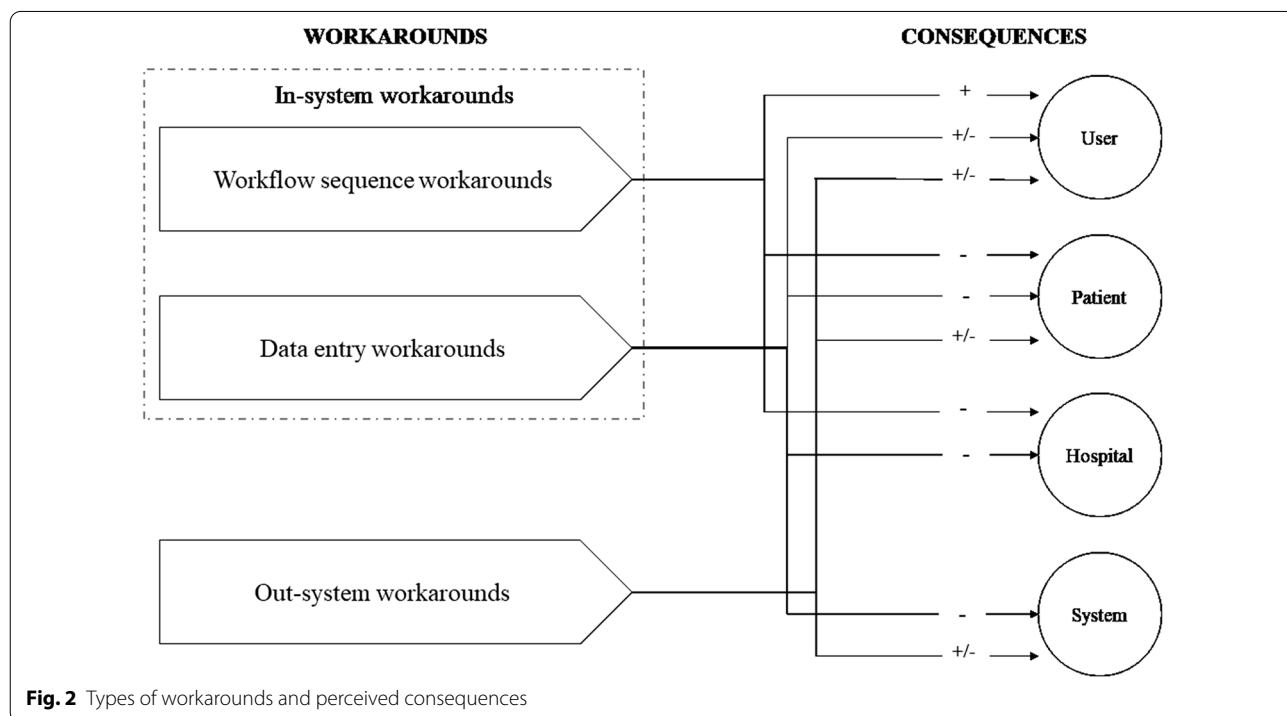 WORKAROUNDS
CONSEQUENCES
In-system workarounds
Workflow sequence workarounds
Data entry workarounds
Out-system workarounds
+
+/-
+/-
User
-
-
+/-
Patient
-
-
Hospital
-
+/-
System
Fig. 2 Types of workarounds and perceived consequences